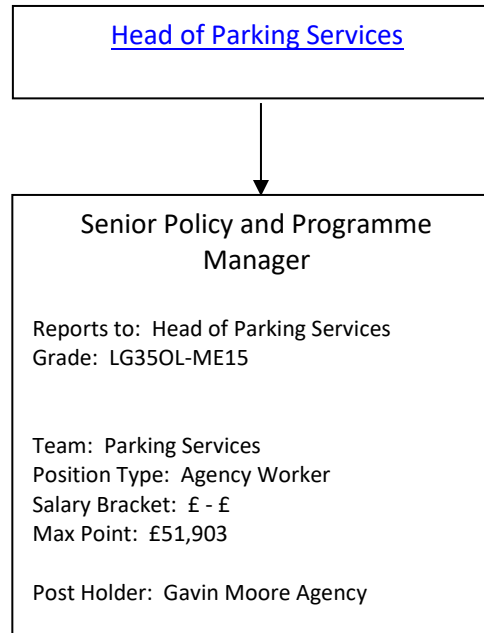 Head of Parking Services
Senior Policy and Programme
Manager
Reports to: Head of Parking Services
Grade: LG35OL-ME15
Team: Parking Services
Position Type: Agency Worker
Salary Bracket: £ - £
Max Point: £51,903
Post Holder: Gavin Moore Agency